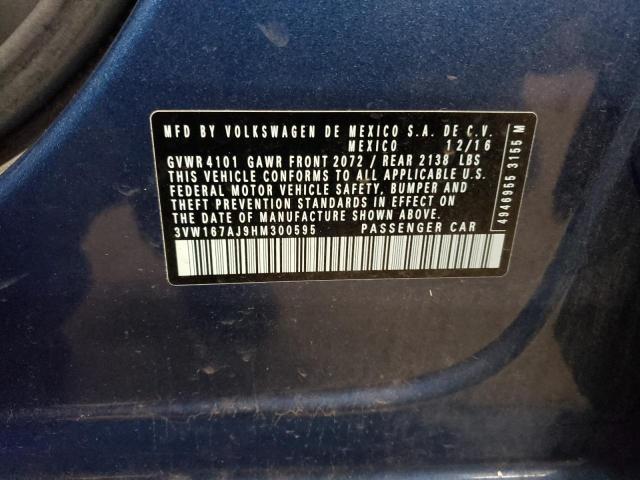 MFD BY VOLKSWAGEN DE MEXICO S.A. DE C.V.
MEXICO 12/16
GVWR 4101 GAWR FRONT 2072 / REAR 2138 LBS
THIS VEHICLE CONFORMS TO ALL APPLICABLE U.S.
FEDERAL MOTOR VEHICLE SAFETY, BUMPER AND
THEFT PREVENTION STANDARDS IN EFFECT ON
THE DATE OF MANUFACTURE SHOWN ABOVE.
3VW167AJ9HM300595 PASSENGER CAR
4946955 3155 M